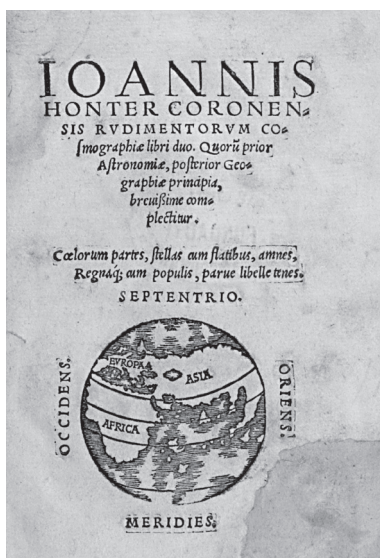 IOANNIS
HONTER CORONEN⸗
SIS RVDIMENTORVM CO⸗
ſmographiæ libri duo. Quorũ prior
Aſtronomiæ, poſterior Geo⸗
graphiæ principia,
breuißime com⸗
plectitur.
Cœlorum partes, ſtellas cum flatibus, amnes,
Regnaq́; cum populis, parue libelle tenes.
SEPTENTRIO.
OCCIDENS.
EVROPA
ASIA
AFRICA
ORIENS.
MERIDIES.